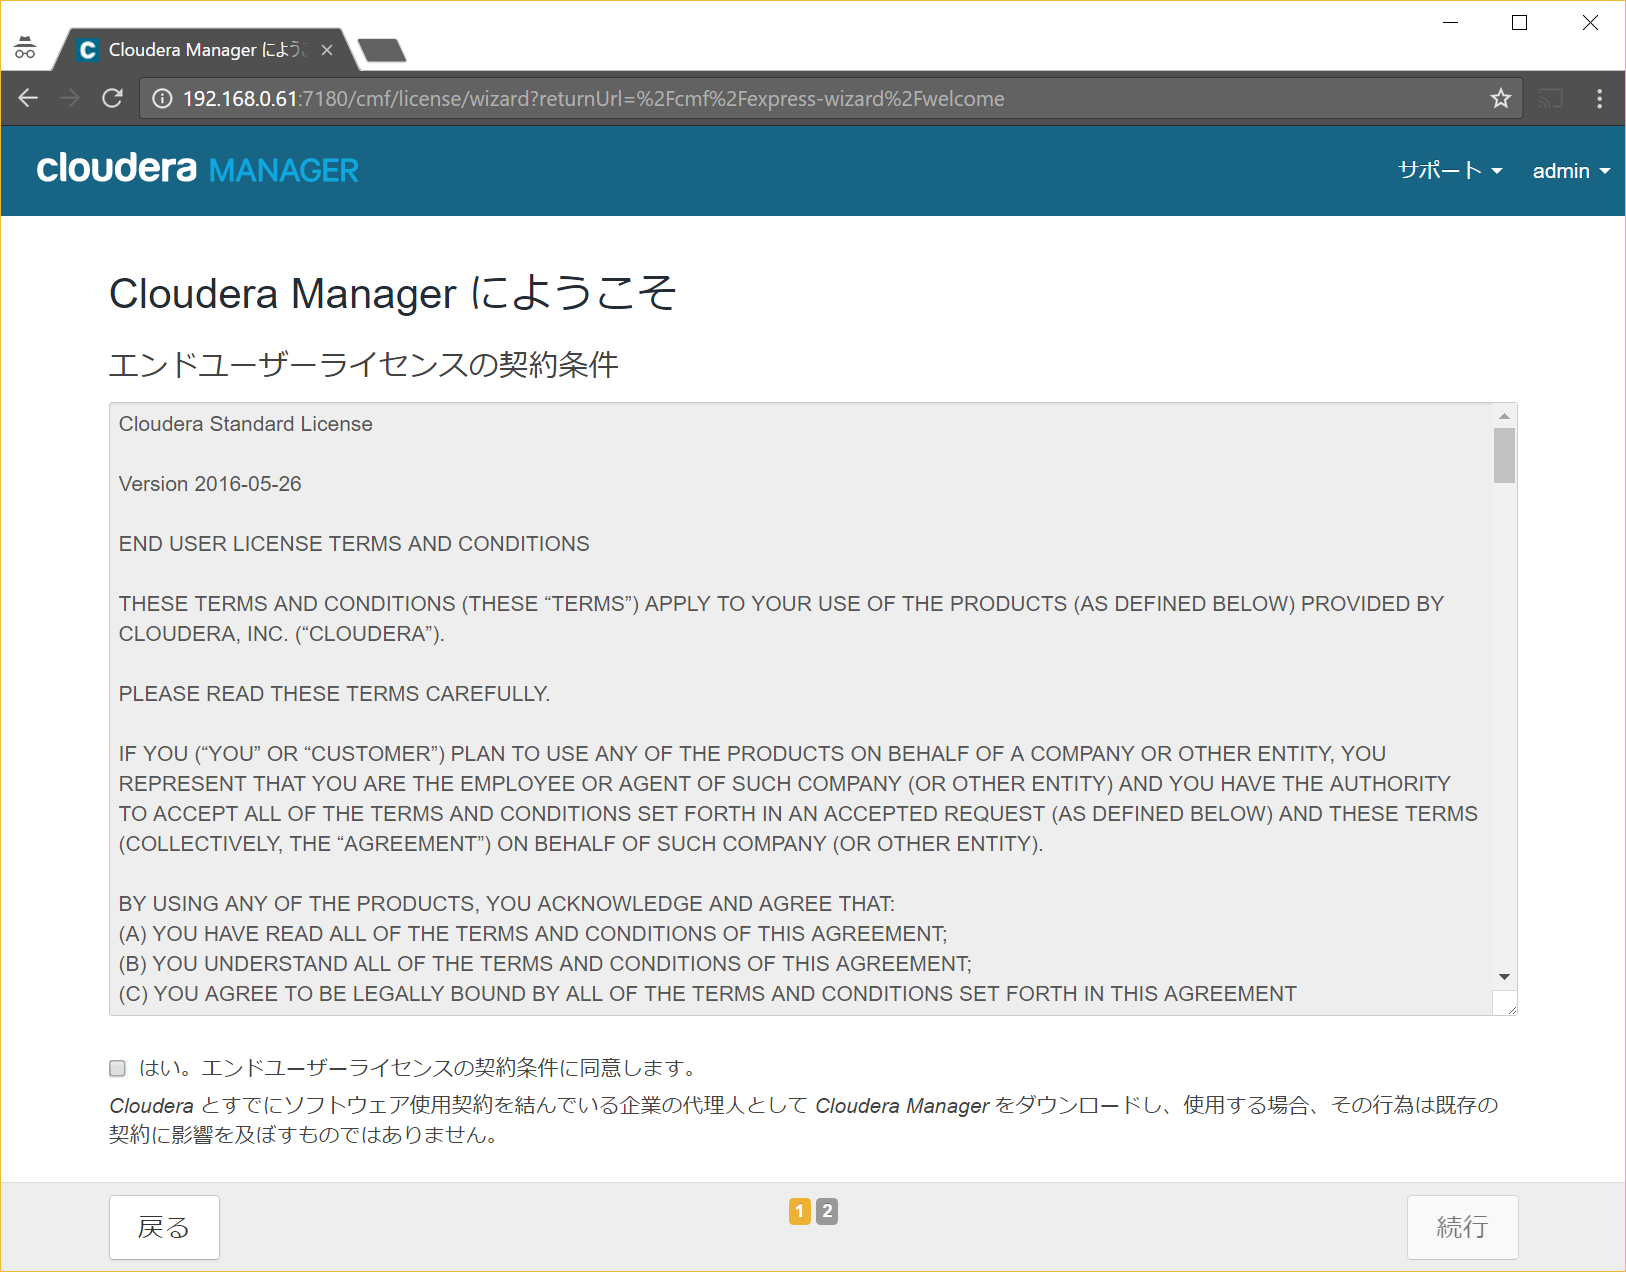 Cloudera Manager にようこ
192.168.0.61:7180/cmf/license/wizard?returnUrl=%2Fcmf%2Fexpress-wizard%2Fwelcome
cloudera MANAGER
サポート
admin
Cloudera Manager にようこそ
エンドユーザーライセンスの契約条件
Cloudera Standard License
Version 2016-05-26
END USER LICENSE TERMS AND CONDITIONS
THESE TERMS AND CONDITIONS (THESE “TERMS”) APPLY TO YOUR USE OF THE PRODUCTS (AS DEFINED BELOW) PROVIDED BY
CLOUDERA, INC. (“CLOUDERA”).
PLEASE READ THESE TERMS CAREFULLY.
IF YOU (“YOU” OR “CUSTOMER”) PLAN TO USE ANY OF THE PRODUCTS ON BEHALF OF A COMPANY OR OTHER ENTITY, YOU
REPRESENT THAT YOU ARE THE EMPLOYEE OR AGENT OF SUCH COMPANY (OR OTHER ENTITY) AND YOU HAVE THE AUTHORITY
TO ACCEPT ALL OF THE TERMS AND CONDITIONS SET FORTH IN AN ACCEPTED REQUEST (AS DEFINED BELOW) AND THESE TERMS
(COLLECTIVELY, THE “AGREEMENT”) ON BEHALF OF SUCH COMPANY (OR OTHER ENTITY).
BY USING ANY OF THE PRODUCTS, YOU ACKNOWLEDGE AND AGREE THAT:
(A) YOU HAVE READ ALL OF THE TERMS AND CONDITIONS OF THIS AGREEMENT;
(B) YOU UNDERSTAND ALL OF THE TERMS AND CONDITIONS OF THIS AGREEMENT;
(C) YOU AGREE TO BE LEGALLY BOUND BY ALL OF THE TERMS AND CONDITIONS SET FORTH IN THIS AGREEMENT
はい。エンドユーザーライセンスの契約条件に同意します。
Cloudera とすでにソフトウェア使用契約を結んでいる企業の代理人として Cloudera Manager をダウンロードし、使用する場合、その行為は既存の
契約に影響を及ぼすものではありません。
戻る
1 2
続行